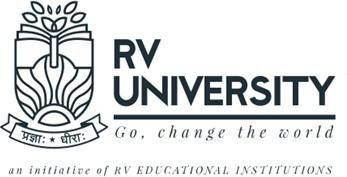 RV
UNIVERSITY
Go, change the world
प्रज्ञाः ★ धीराः
an initiative of RV EDUCATIONAL INSTITUTIONS